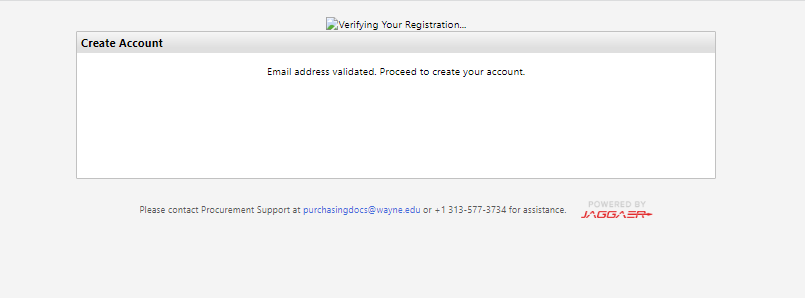 Verifying Your Registration...
Create Account
Email address validated. Proceed to create your account.
Please contact Procurement Support at purchasingdocs@wayne.edu or +1 313-577-3734 for assistance.
POWERED BY
JAGGAER